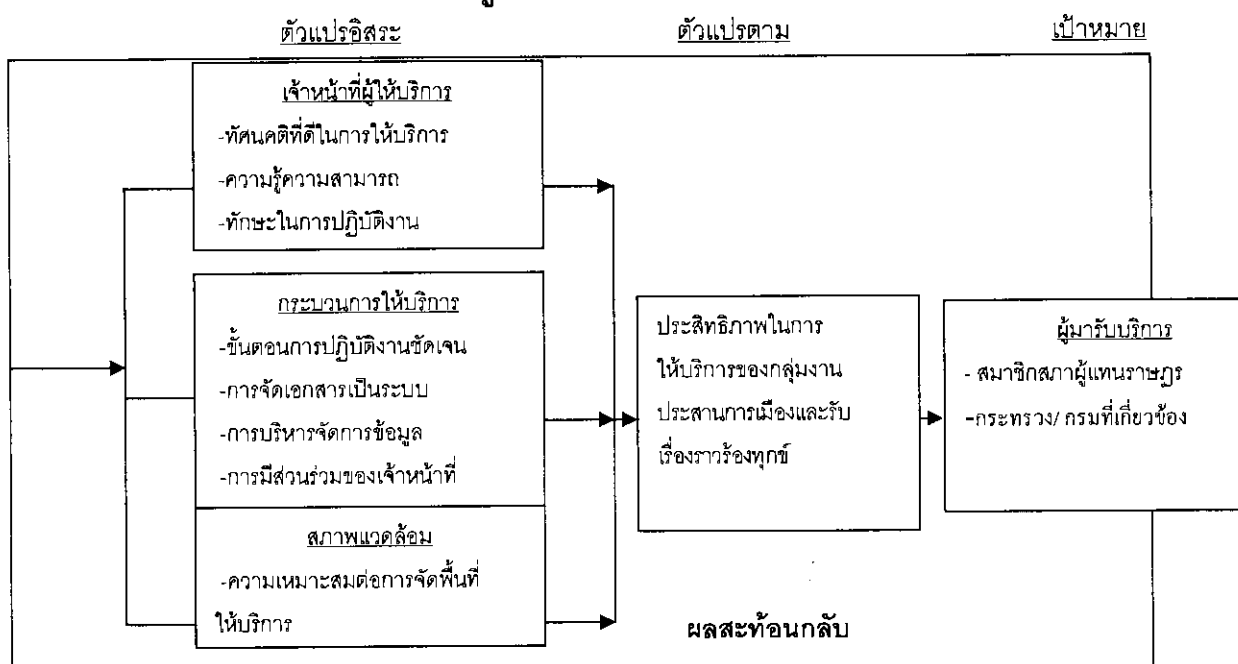 ตัวแปรอิสระ ตัวแปรตาม เป้าหมาย
เจ้าหน้าที่ผู้ให้บริการ
-ทัศนคติที่ดีในการให้บริการ
-ความรู้ความสามารถ
-ทักษะในการปฏิบัติงาน
กระบวนการให้บริการ
-ขั้นตอนการปฏิบัติงานชัดเจน
-การจัดเอกสารเป็นระบบ
-การบริหารจัดการข้อมูล
-การมีส่วนร่วมของเจ้าหน้าที่
สภาพแวดล้อม
-ความเหมาะสมต่อการจัดพื้นที่
ให้บริการ
ประสิทธิภาพในการ
ให้บริการของกลุ่มงาน
ประสานการเมืองและรับ
เรื่องราวร้องทุกข์
ผู้มารับบริการ
- สมาชิกสภาผู้แทนราษฎร
-กระทรวง/ กรมที่เกี่ยวข้อง
ผลสะท้อนกลับ